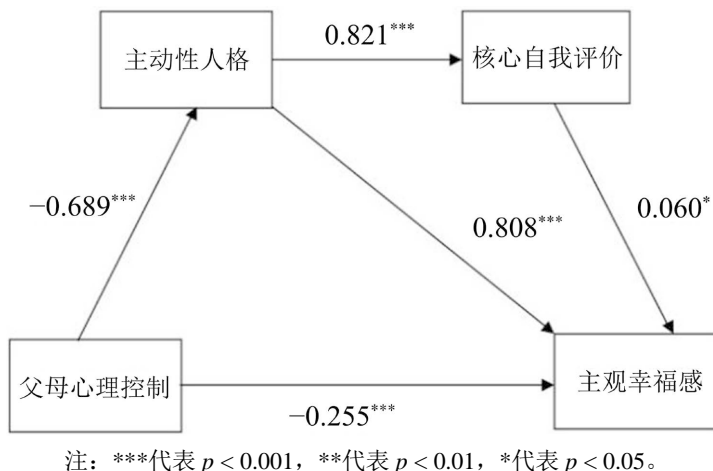 0.821***
主动性人格
核心自我评价
−0.689***
0.808***
0.060*
父母心理控制
主观幸福感
−0.255***
注：***代表 p < 0.001，**代表 p < 0.01，*代表 p < 0.05。